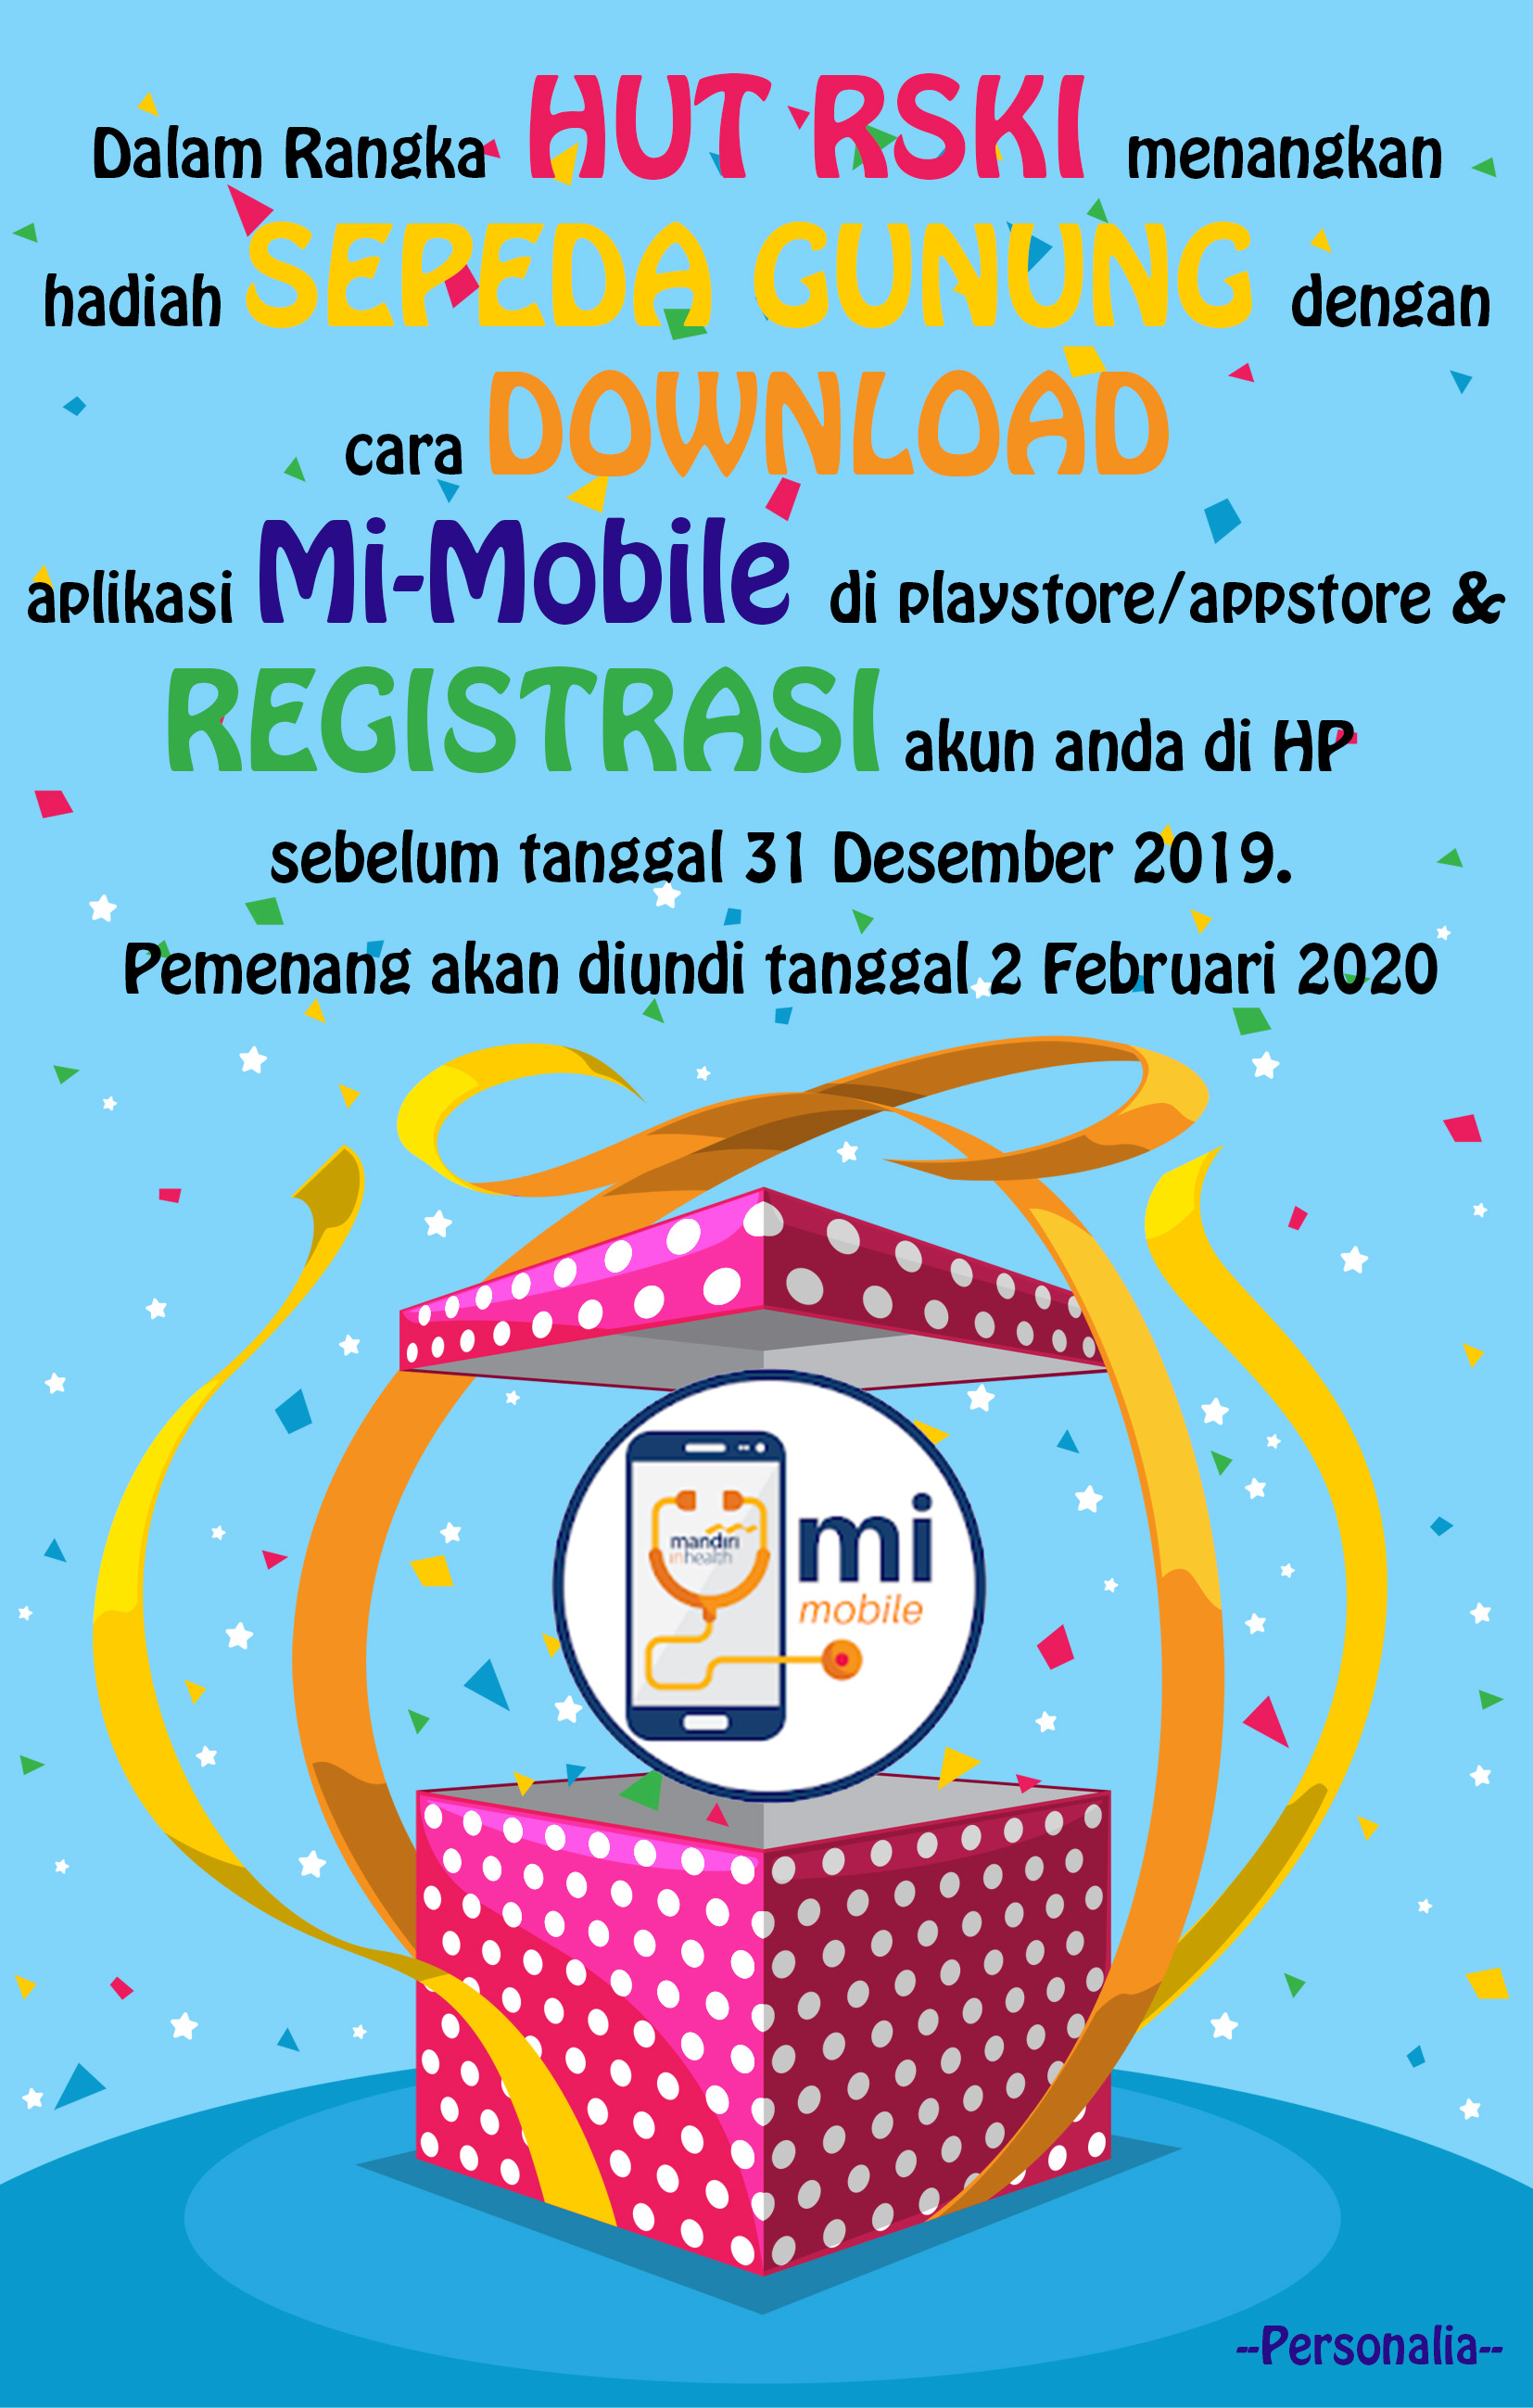 Dalam Rangka HUT RSKI menangkan
hadiah SEPEDA GUNUNG dengan
cara DOWNLOAD
aplikasi Mi-Mobile di playstore/appstore &
REGISTRASI akun anda di HP
sebelum tanggal 31 Desember 2019.
Pemenang akan diundi tanggal 2 Februari 2020
mandiri
inhealth
mi
mobile
--Personalia--